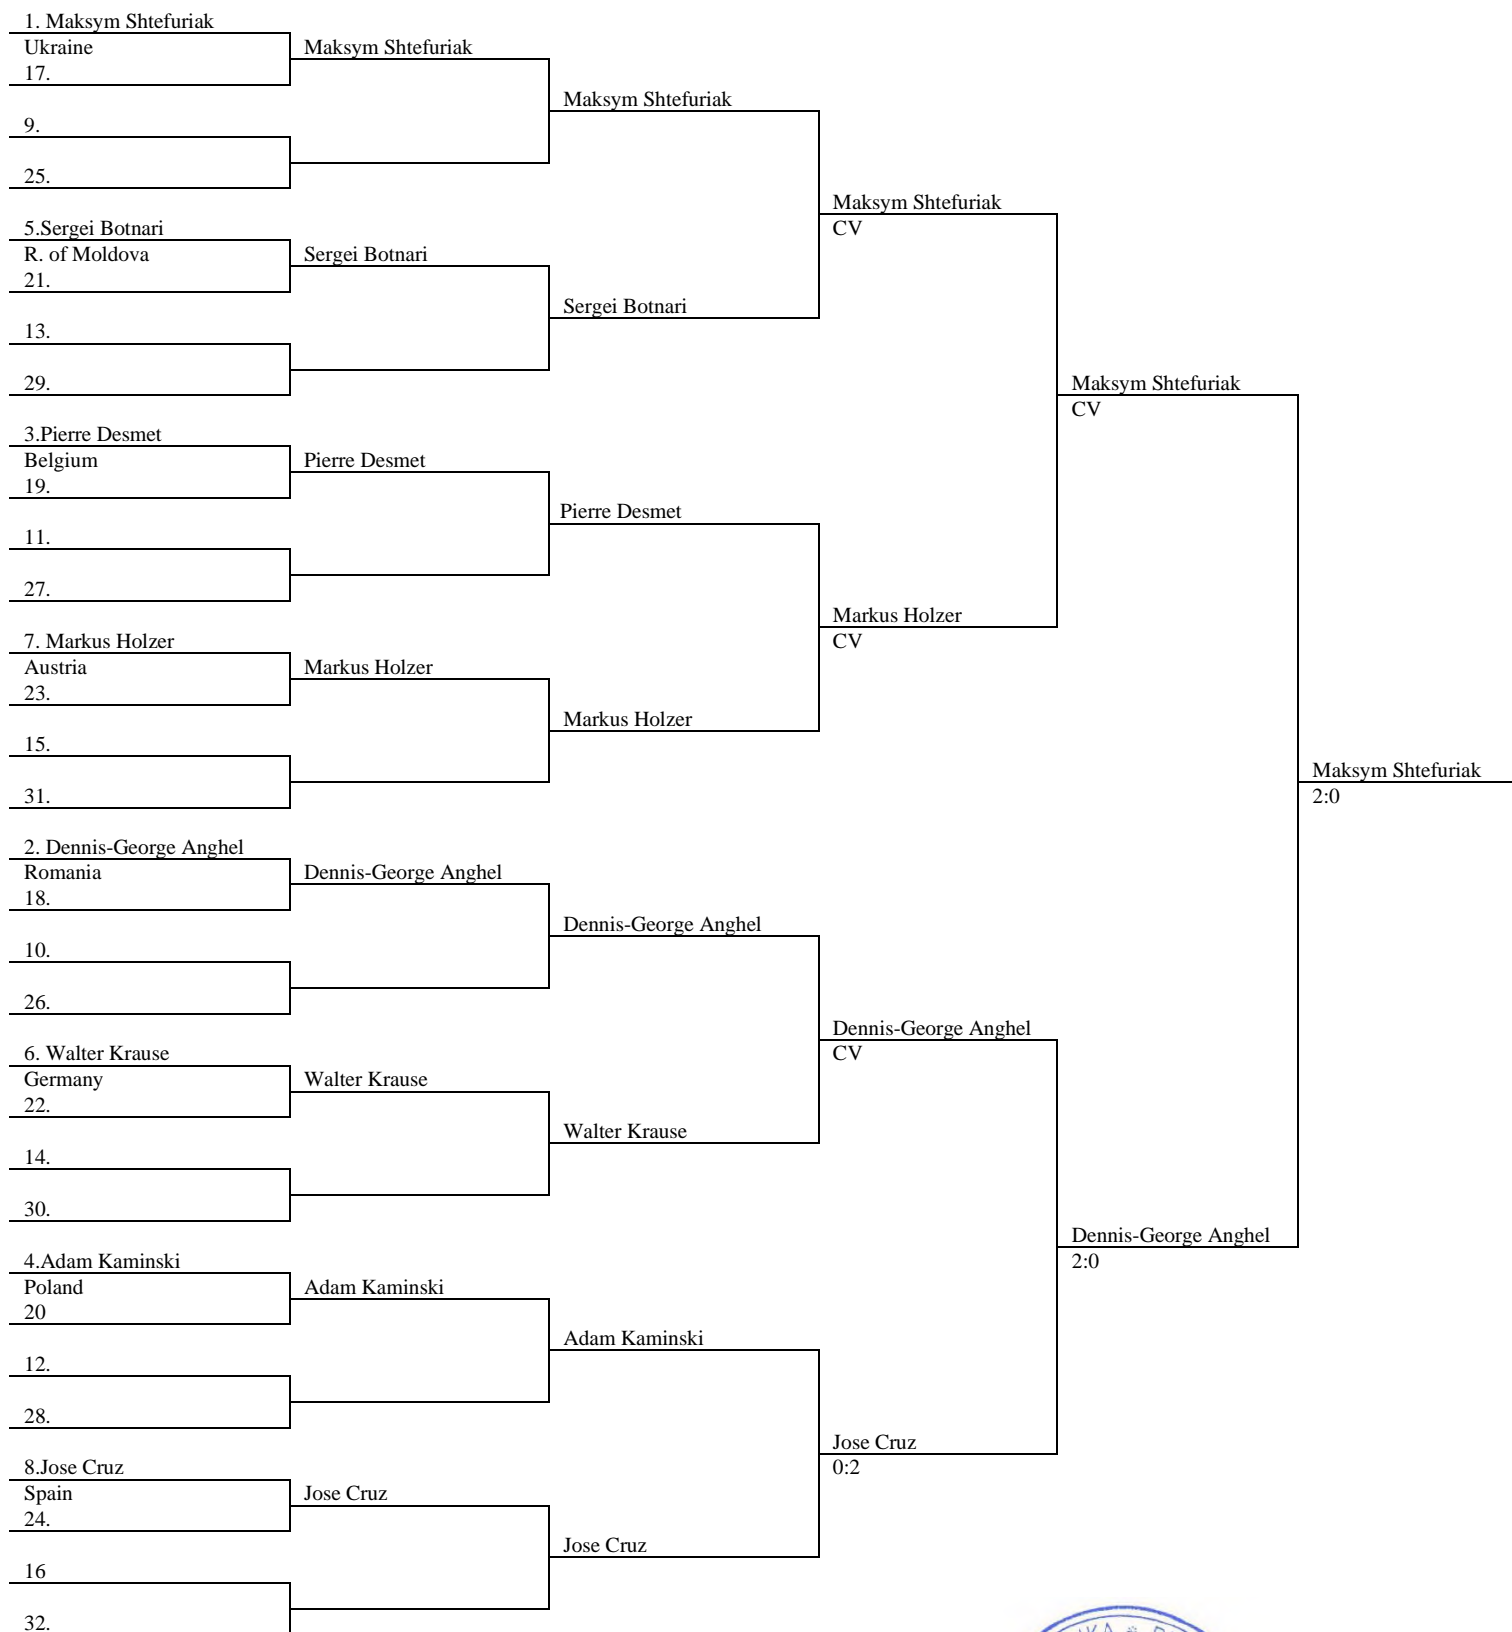 1. Maksym Shtefuriak
Ukraine
17.
9.
25.
5.Sergei Botnari
R. of Moldova
21.
13.
29.
3.Pierre Desmet
Belgium
19.
11.
27.
7. Markus Holzer
Austria
23.
15.
31.
2. Dennis-George Anghel
Romania
18.
10.
26.
6. Walter Krause
Germany
22.
14.
30.
4.Adam Kaminski
Poland
20
12.
28.
8.Jose Cruz
Spain
24.
16
32.
Maksym Shtefuriak
Sergei Botnari
Pierre Desmet
Markus Holzer
Dennis-George Anghel
Walter Krause
Adam Kaminski
Jose Cruz
Maksym Shtefuriak
Sergei Botnari
Pierre Desmet
Markus Holzer
Dennis-George Anghel
Walter Krause
Adam Kaminski
Jose Cruz
Maksym Shtefuriak
CV
Markus Holzer
CV
Dennis-George Anghel
CV
Jose Cruz
0:2
Maksym Shtefuriak
CV
Dennis-George Anghel
2:0
Maksym Shtefuriak
2:0